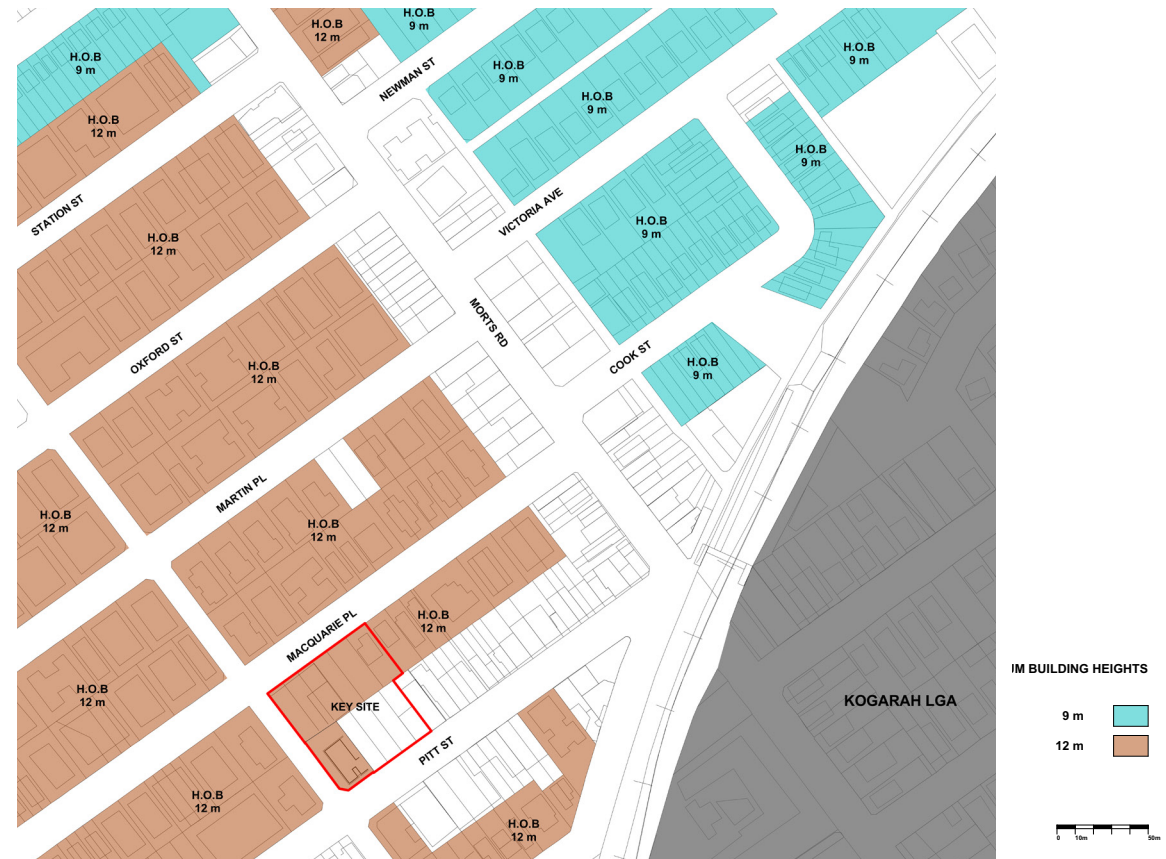 H.O.B
12 m
H.O.B
9 m
H.O.B
9 m
H.O.B
9 m
NEWMAN ST
H.O.B
9 m
H.O.B
9 m
H.O.B
12 m
H.O.B
9 m
STATION ST
VICTORIA AVE
H.O.B
9 m
H.O.B
12 m
MORTS RD
OXFORD ST
COOK ST
H.O.B
12 m
H.O.B
9 m
MARTIN PL
H.O.B
12 m
H.O.B
12 m
MACQUARIE PL
H.O.B
12 m
H.O.B
12 m
KEY SITE
PITT ST
H.O.B
12 m
H.O.B
12 m
KOGARAH LGA
IM BUILDING HEIGHTS
9 m
12 m
0 10m 50m